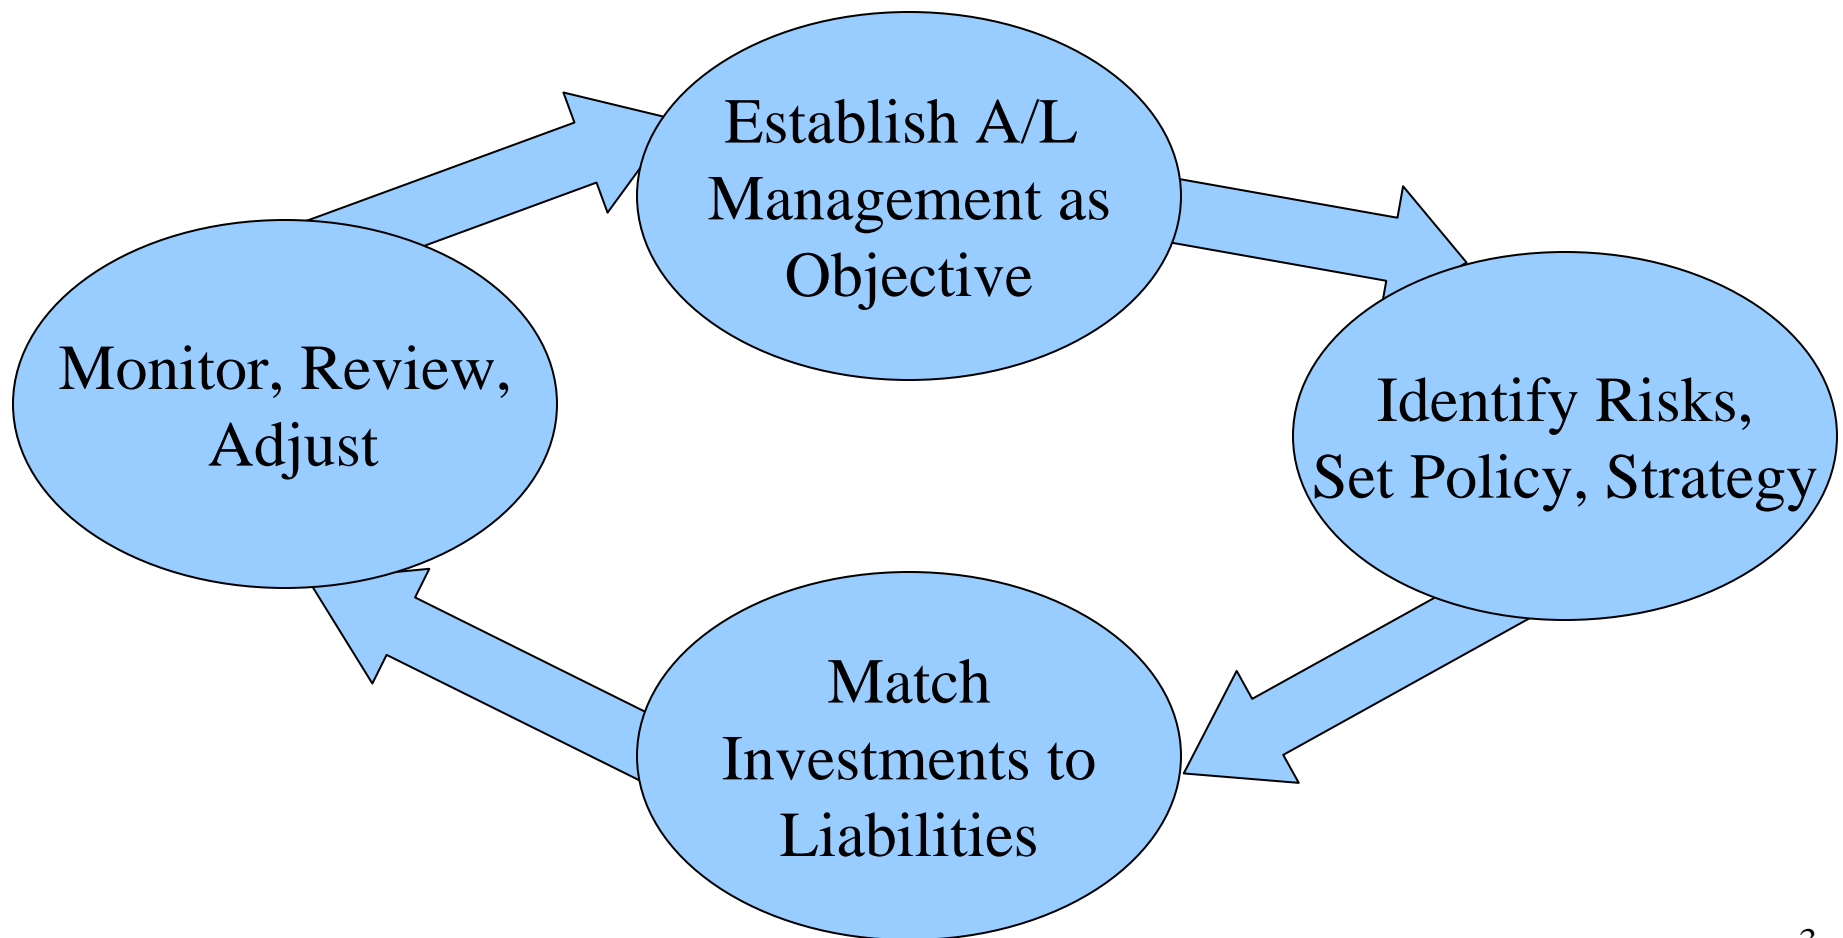 Establish A/L
Management as
Objective
Monitor, Review,
Adjust
Identify Risks,
Set Policy, Strategy
Match
Investments to
Liabilities